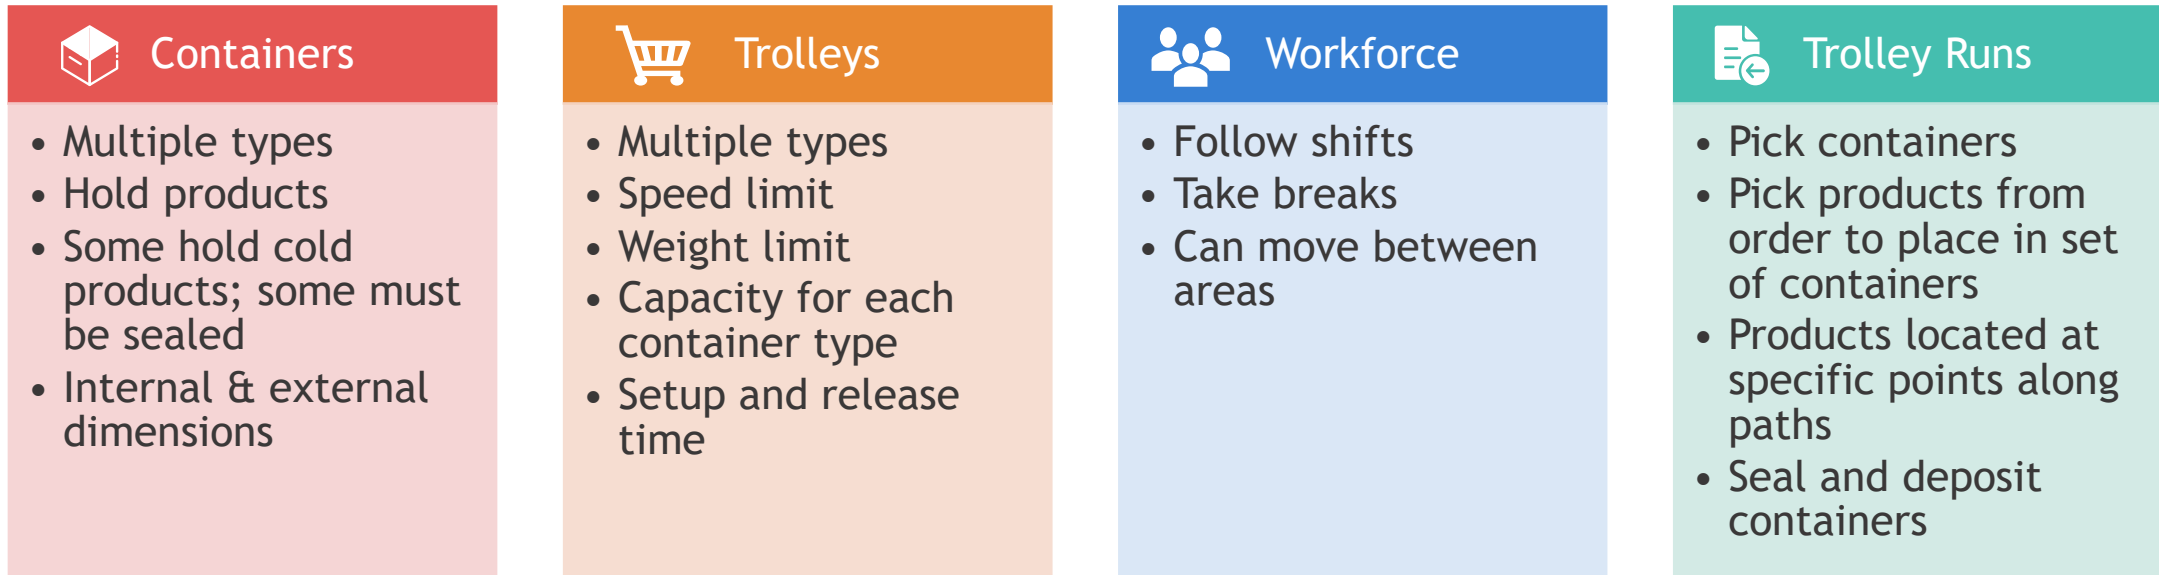 Containers
• Multiple types
• Hold products
• Some hold cold
products; some must
be sealed
• Internal & external
dimensions
Trolleys
• Multiple types
• Speed limit
• Weight limit
• Capacity for each
container type
• Setup and release
time
Workforce
• Follow shifts
• Take breaks
• Can move between
areas
Trolley Runs
• Pick containers
• Pick products from
order to place in set
of containers
• Products located at
specific points along
paths
• Seal and deposit
containers